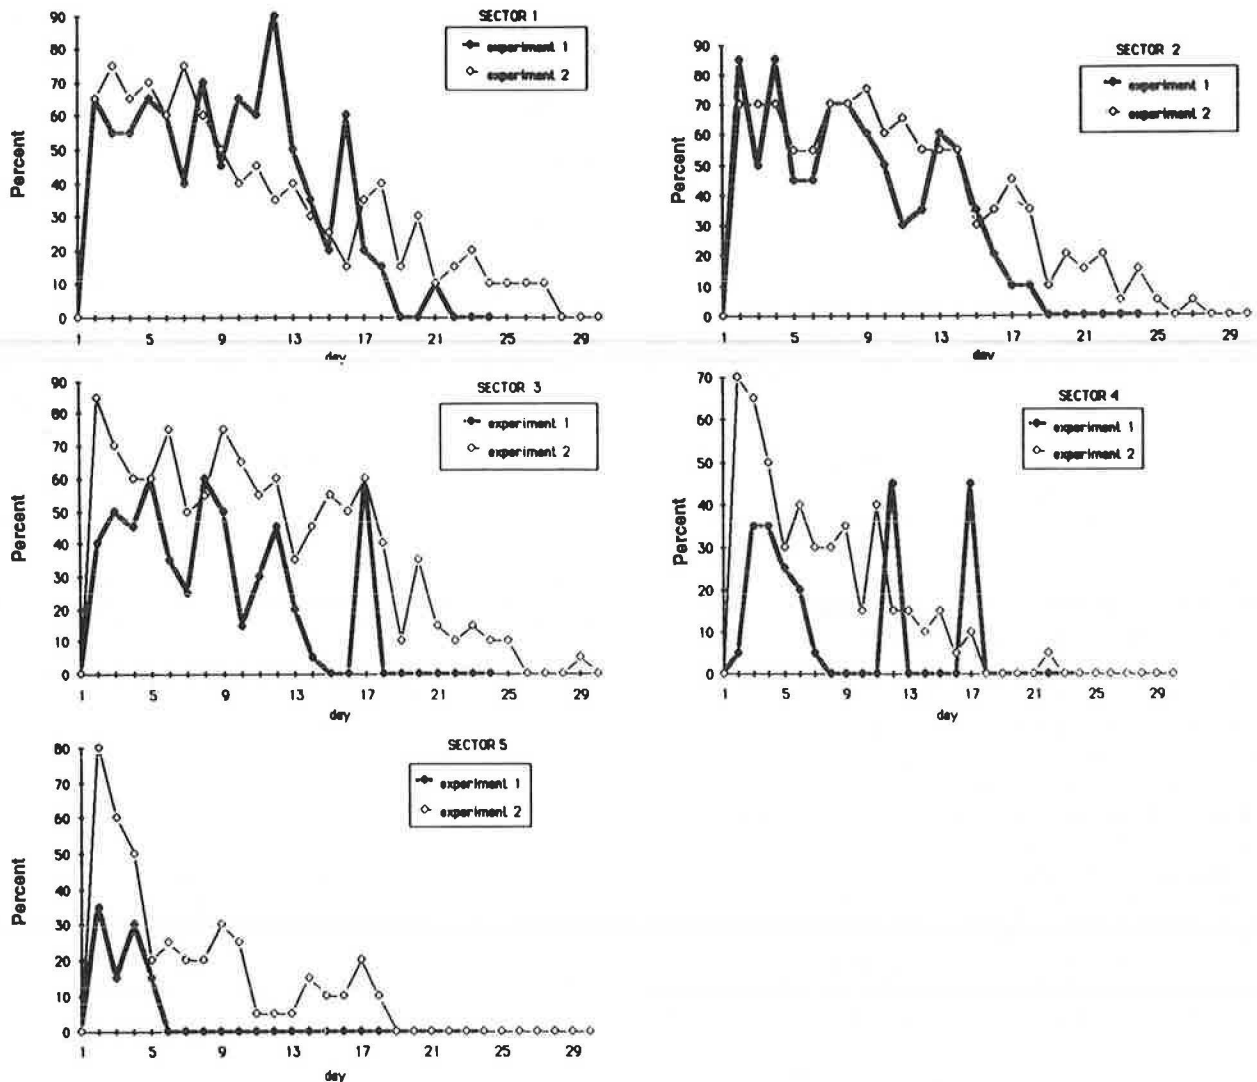 SECTOR 1
experiment 1
experiment 2
90
80
70
60
50
40
30
20
10
0
Percent
1 5 9 13 17 21 25 29
day
SECTOR 2
experiment 1
experiment 2
90
80
70
60
50
40
30
20
10
0
Percent
1 5 9 13 17 21 25 29
day
SECTOR 3
experiment 1
experiment 2
90
80
70
60
50
40
30
20
10
0
Percent
1 5 9 13 17 21 25 29
day
SECTOR 4
experiment 1
experiment 2
70
60
50
40
30
20
10
0
Percent
1 5 9 13 17 21 25 29
day
SECTOR 5
experiment 1
experiment 2
80
70
60
50
40
30
20
10
0
Percent
1 5 9 13 17 21 25 29
day